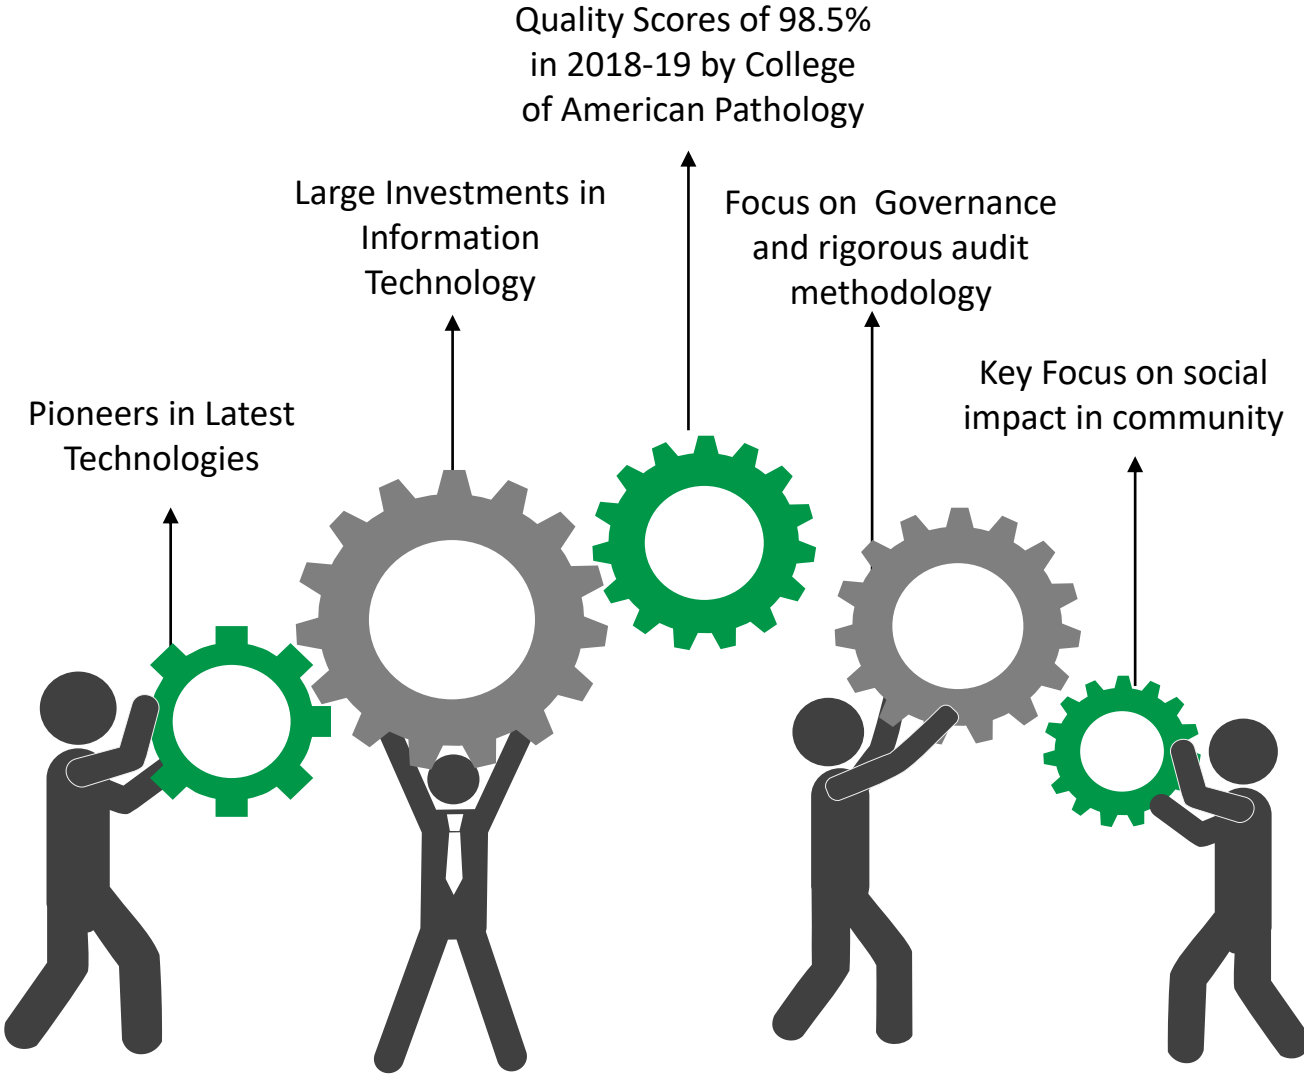 Quality Scores of 98.5%
in 2018-19 by College
of American Pathology
Large Investments in
Information
Technology
Focus on  Governance
and rigorous audit
methodology
Key Focus on social
impact in community
Pioneers in Latest
Technologies